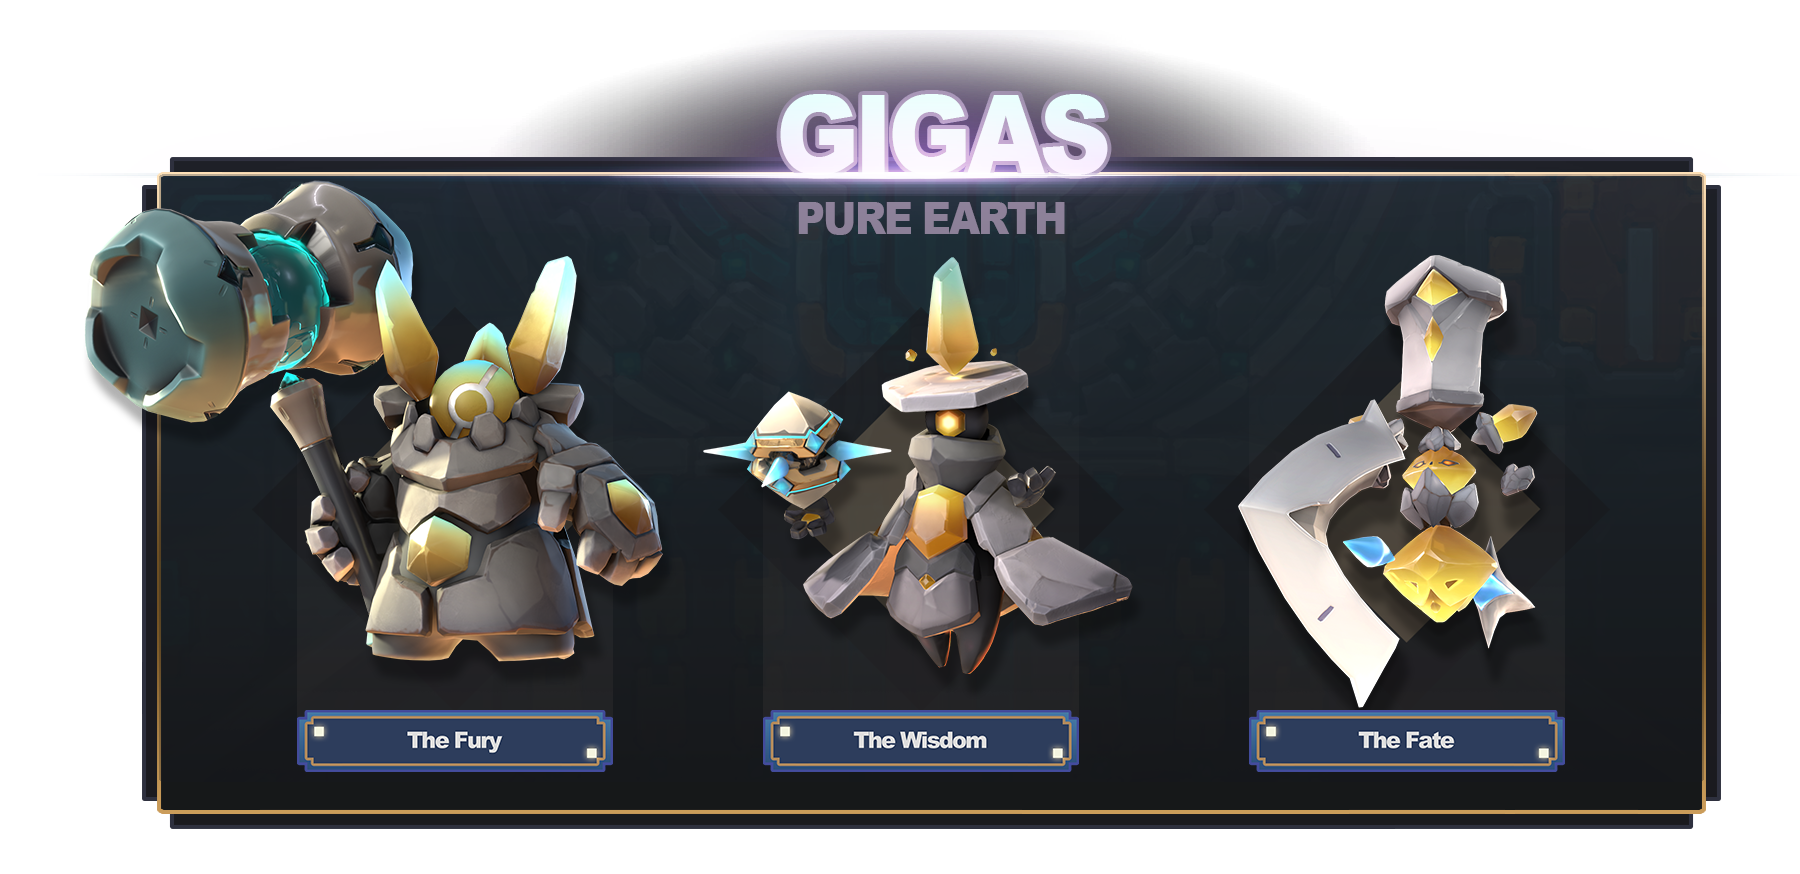 GIGAS
PURE EARTH
The Fury
The Wisdom
The Fate